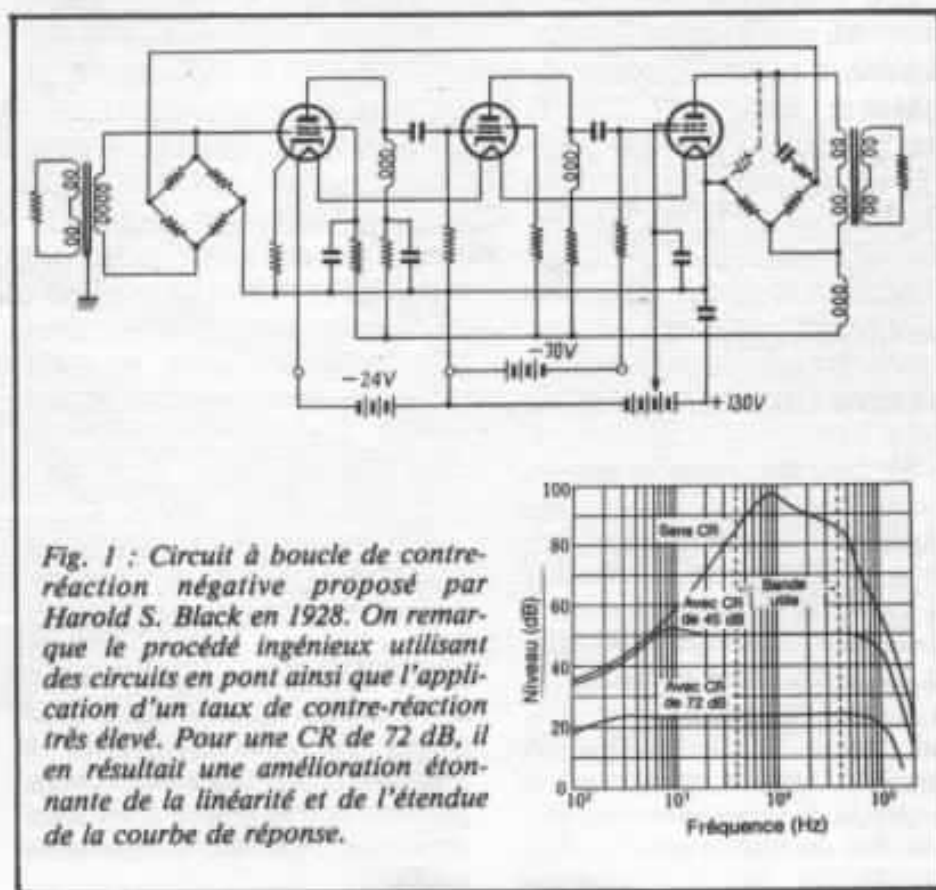 −24V
−30V
+130V
Fig. 1 : Circuit à boucle de contre-
réaction négative proposé par
Harold S. Black en 1928. On remar-
que le procédé ingénieux utilisant
des circuits en pont ainsi que l'appli-
cation d'un taux de contre-réaction
très élevé. Pour une CR de 72 dB, il
en résultait une amélioration éton-
nante de la linéarité et de l'étendue
de la courbe de réponse.
Niveau (dB)
100
80
60
40
20
0
Sans CR
Bande
utile
Avec CR
de 45 dB
Avec CR
de 72 dB
10²
Fréquence (Hz)